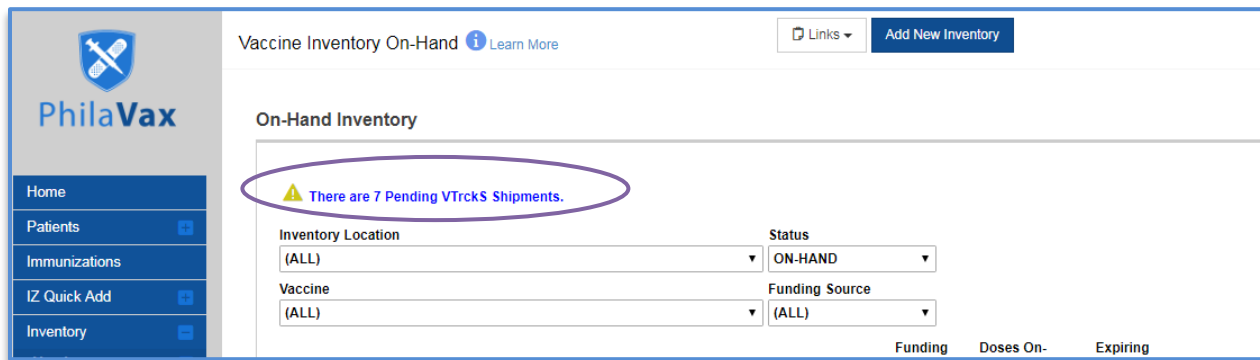 PhilaVax
Home
Patients
Immunizations
IZ Quick Add
Inventory
Vaccine Inventory On-Hand Learn More
Links
Add New Inventory
On-Hand Inventory
There are 7 Pending VTrckS Shipments.
Inventory Location
Status
(ALL)
ON-HAND
Vaccine
Funding Source
(ALL)
(ALL)
Funding Doses On- Expiring